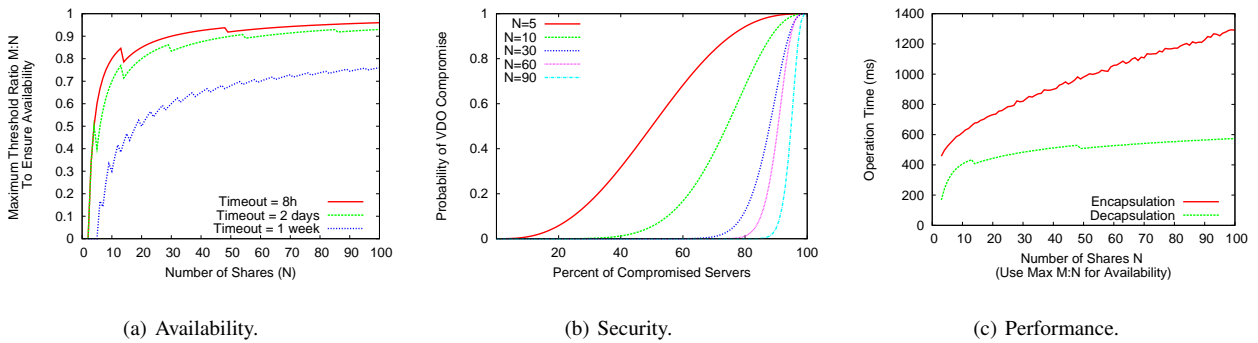 Maximum Threshold Ratio M:N
To Ensure Availability
1
0.9
0.8
0.7
0.6
0.5
0.4
0.3
0.2
0.1
0
Timeout = 8h
Timeout = 2 days
Timeout = 1 week
0 10 20 30 40 50 60 70 80 90 100
Number of Shares (N)
(a) Availability.
Probability of VDO Compromise
1
0.8
0.6
0.4
0.2
0
N=5
N=10
N=30
N=60
N=90
20 40 60 80 100
Percent of Compromised Servers
(b) Security.
Operation Time (ms)
1400
1200
1000
800
600
400
200
0
Encapsulation
Decapsulation
0 10 20 30 40 50 60 70 80 90 100
Number of Shares N
(Use Max M:N for Availability)
(c) Performance.